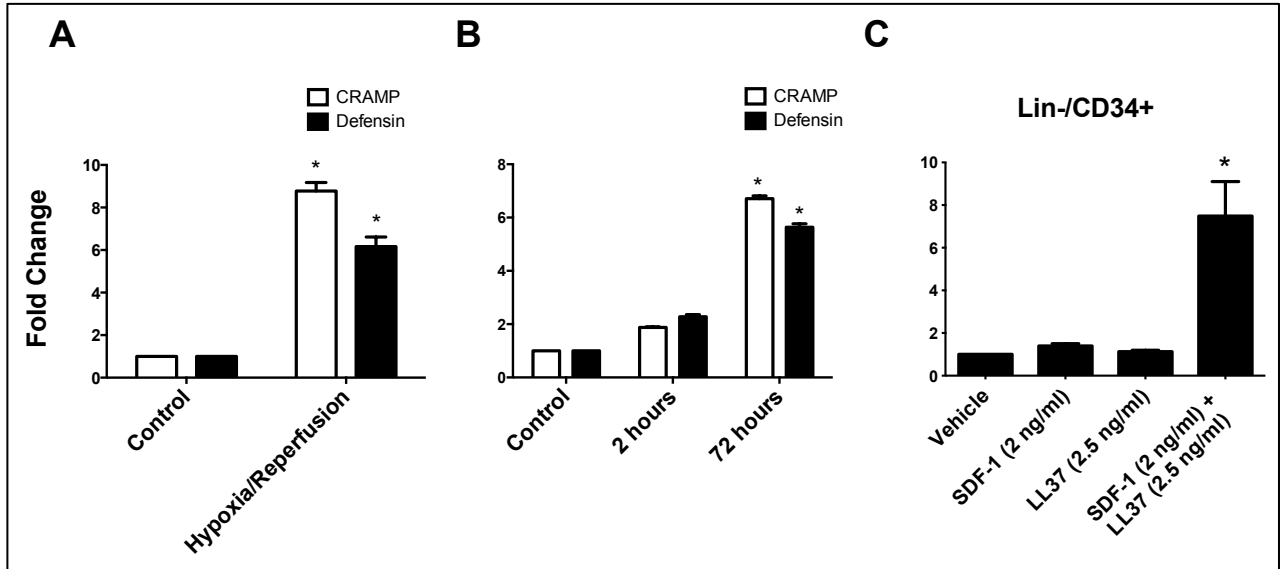 A
B
C
CRAMP
Defensin
CRAMP
Defensin
Lin-/CD34+
Fold Change
10
8
6
4
2
0
*
*
Control
Hypoxia/Reperfusion
8
6
4
2
0
*
*
Control
2 hours
72 hours
10
8
6
4
2
0
*
Vehicle
SDF-1 (2 ng/ml)
LL37 (2.5 ng/ml)
SDF-1 (2 ng/ml) +
LL37 (2.5 ng/ml)